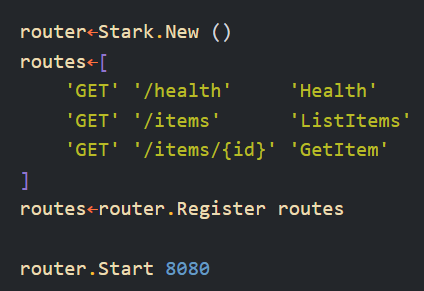 router←Stark.New ()
routes←[
    'GET' '/health'     'Health'
    'GET' '/items'      'ListItems'
    'GET' '/items/{id}' 'GetItem'
]
routes←router.Register routes

router.Start 8080